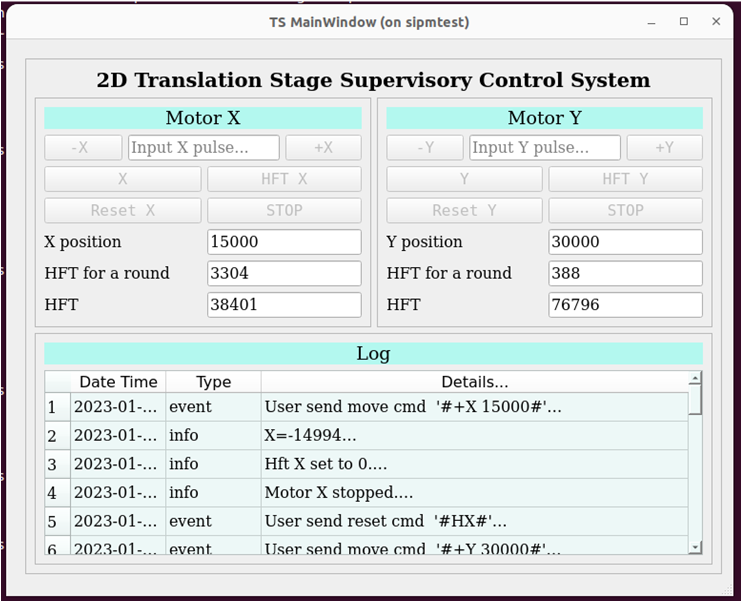 TS MainWindow (on sipmtest)
2D Translation Stage Supervisory Control System
Motor X
-X Input X pulse... +X
X HFT X
Reset X STOP
X position 15000
HFT for a round 3304
HFT 38401
Motor Y
-Y Input Y pulse... +Y
Y HFT Y
Reset Y STOP
Y position 30000
HFT for a round 388
HFT 76796
Log
Date Time Type Details...
1 2023-01-... event User send move cmd '#+X 15000#'...
2 2023-01-... info X=-14994...
3 2023-01-... info Hft X set to 0....
4 2023-01-... info Motor X stopped....
5 2023-01-... event User send reset cmd '#HX#'...
6 2023-01-... event User send move cmd '#+Y 30000#'...